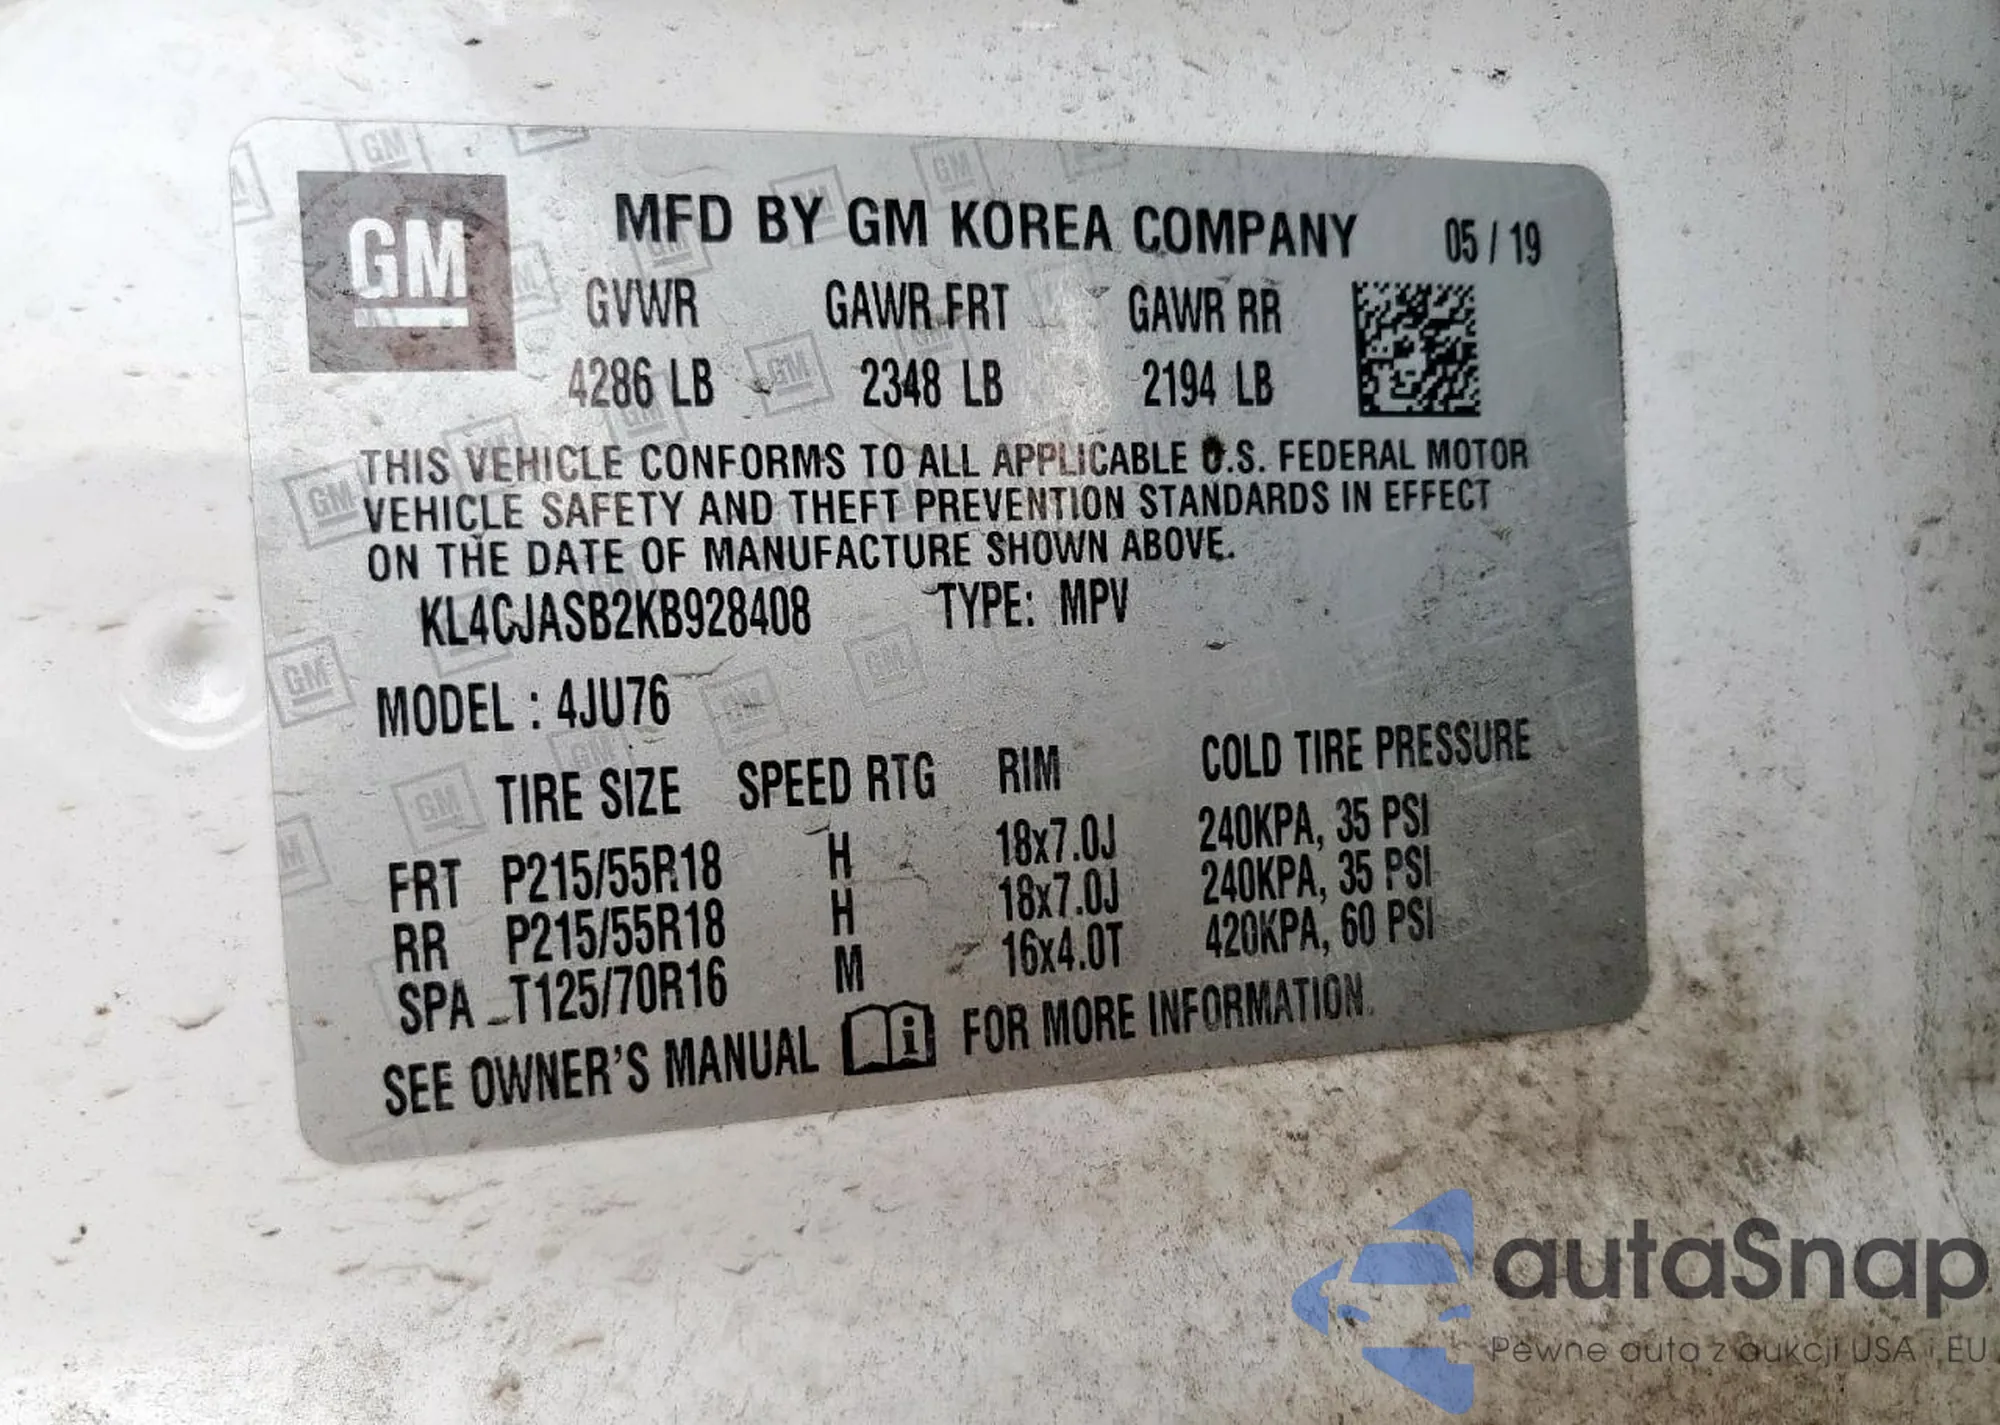 GM
MFD BY GM KOREA COMPANY 05 / 19
GVWR GAWR FRT GAWR RR
4286 LB 2348 LB 2194 LB
THIS VEHICLE CONFORMS TO ALL APPLICABLE U.S. FEDERAL MOTOR
VEHICLE SAFETY AND THEFT PREVENTION STANDARDS IN EFFECT
ON THE DATE OF MANUFACTURE SHOWN ABOVE.
KL4CJASB2KB928408 TYPE: MPV
MODEL : 4JU76
TIRE SIZE SPEED RTG RIM COLD TIRE PRESSURE
FRT P215/55R18 H 18x7.0J 240KPA, 35 PSI
RR P215/55R18 H 18x7.0J 240KPA, 35 PSI
SPA T125/70R16 M 16x4.0T 420KPA, 60 PSI
SEE OWNER'S MANUAL i FOR MORE INFORMATION.
autaSnap
Pewne auta z aukcji USA i EU